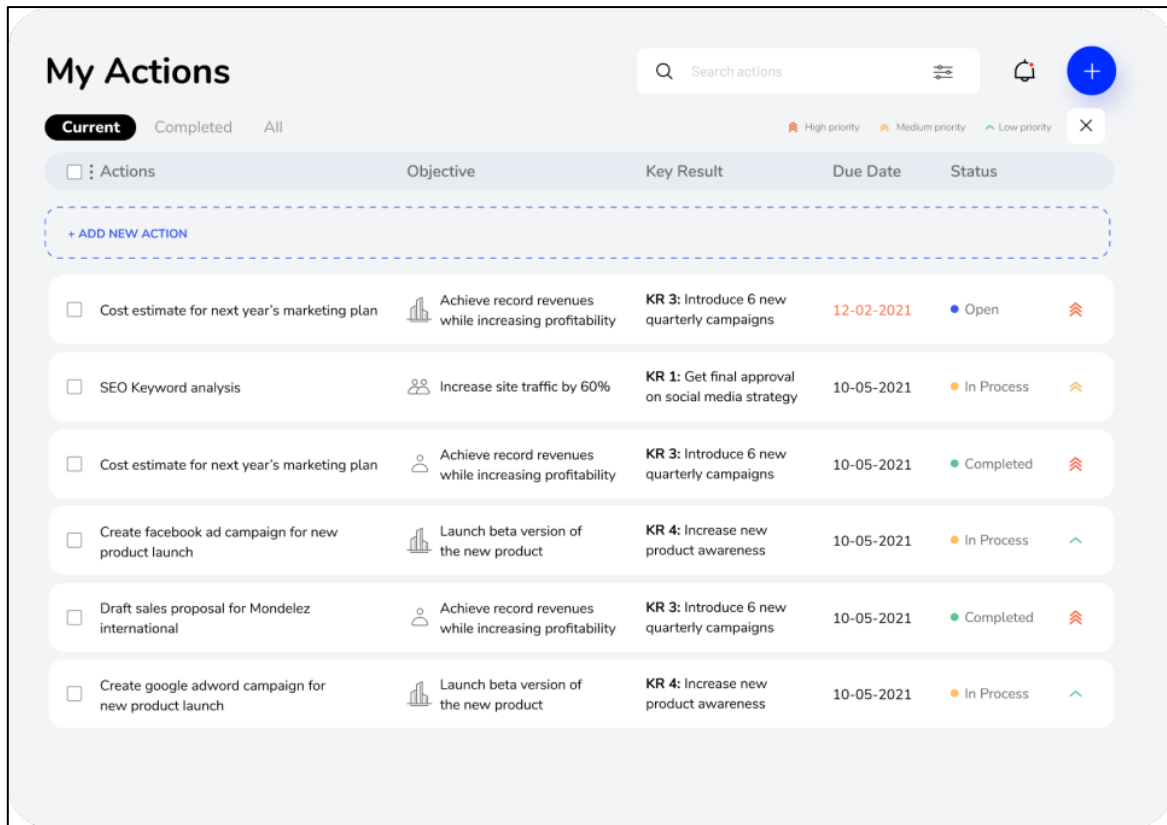 My Actions
Search actions
Current Completed All
High priority Medium priority Low priority
Actions Objective Key Result Due Date Status
+ ADD NEW ACTION
Cost estimate for next year's marketing plan
Achieve record revenues
while increasing profitability
KR 3: Introduce 6 new
quarterly campaigns
12-02-2021
Open
SEO Keyword analysis
Increase site traffic by 60%
KR 1: Get final approval
on social media strategy
10-05-2021
In Process
Cost estimate for next year's marketing plan
Achieve record revenues
while increasing profitability
KR 3: Introduce 6 new
quarterly campaigns
10-05-2021
Completed
Create facebook ad campaign for new
product launch
Launch beta version of
the new product
KR 4: Increase new
product awareness
10-05-2021
In Process
Draft sales proposal for Mondelez
international
Achieve record revenues
while increasing profitability
KR 3: Introduce 6 new
quarterly campaigns
10-05-2021
Completed
Create google adword campaign for
new product launch
Launch beta version of
the new product
KR 4: Increase new
product awareness
10-05-2021
In Process